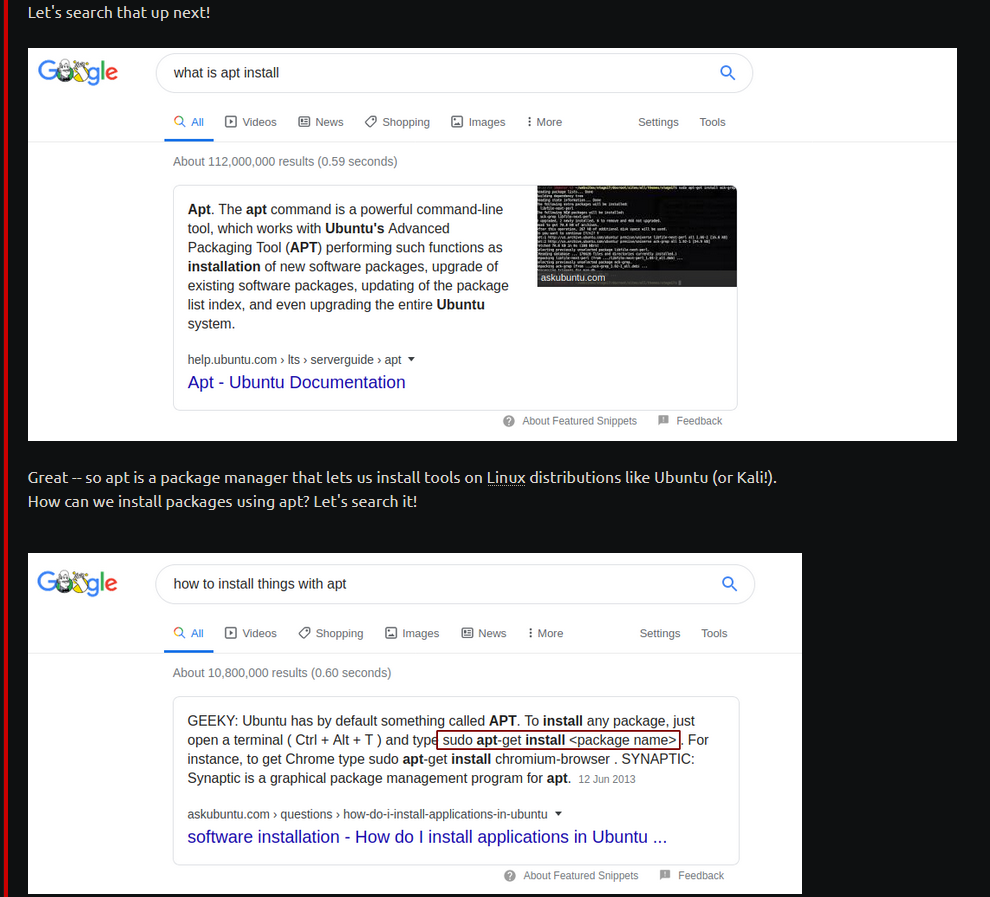 Let's search that up next!
Google
what is apt install
All Videos News Shopping Images More Settings Tools
About 112,000,000 results (0.59 seconds)
Apt. The apt command is a powerful command-line
tool, which works with Ubuntu's Advanced
Packaging Tool (APT) performing such functions as
installation of new software packages, upgrade of
existing software packages, updating of the package
list index, and even upgrading the entire Ubuntu
system.
askubuntu.com
help.ubuntu.com › lts › serverguide › apt
Apt - Ubuntu Documentation
About Featured Snippets Feedback
Great -- so apt is a package manager that lets us install tools on Linux distributions like Ubuntu (or Kali!).
How can we install packages using apt? Let's search it!
Google
how to install things with apt
All Videos Shopping Images News More Settings Tools
About 10,800,000 results (0.60 seconds)
GEEKY: Ubuntu has by default something called APT. To install any package, just
open a terminal ( Ctrl + Alt + T ) and type sudo apt-get install <package name> . For
instance, to get Chrome type sudo apt-get install chromium-browser . SYNAPTIC:
Synaptic is a graphical package management program for apt. 12 Jun 2013
askubuntu.com › questions › how-do-i-install-applications-in-ubuntu
software installation - How do I install applications in Ubuntu ...
About Featured Snippets Feedback